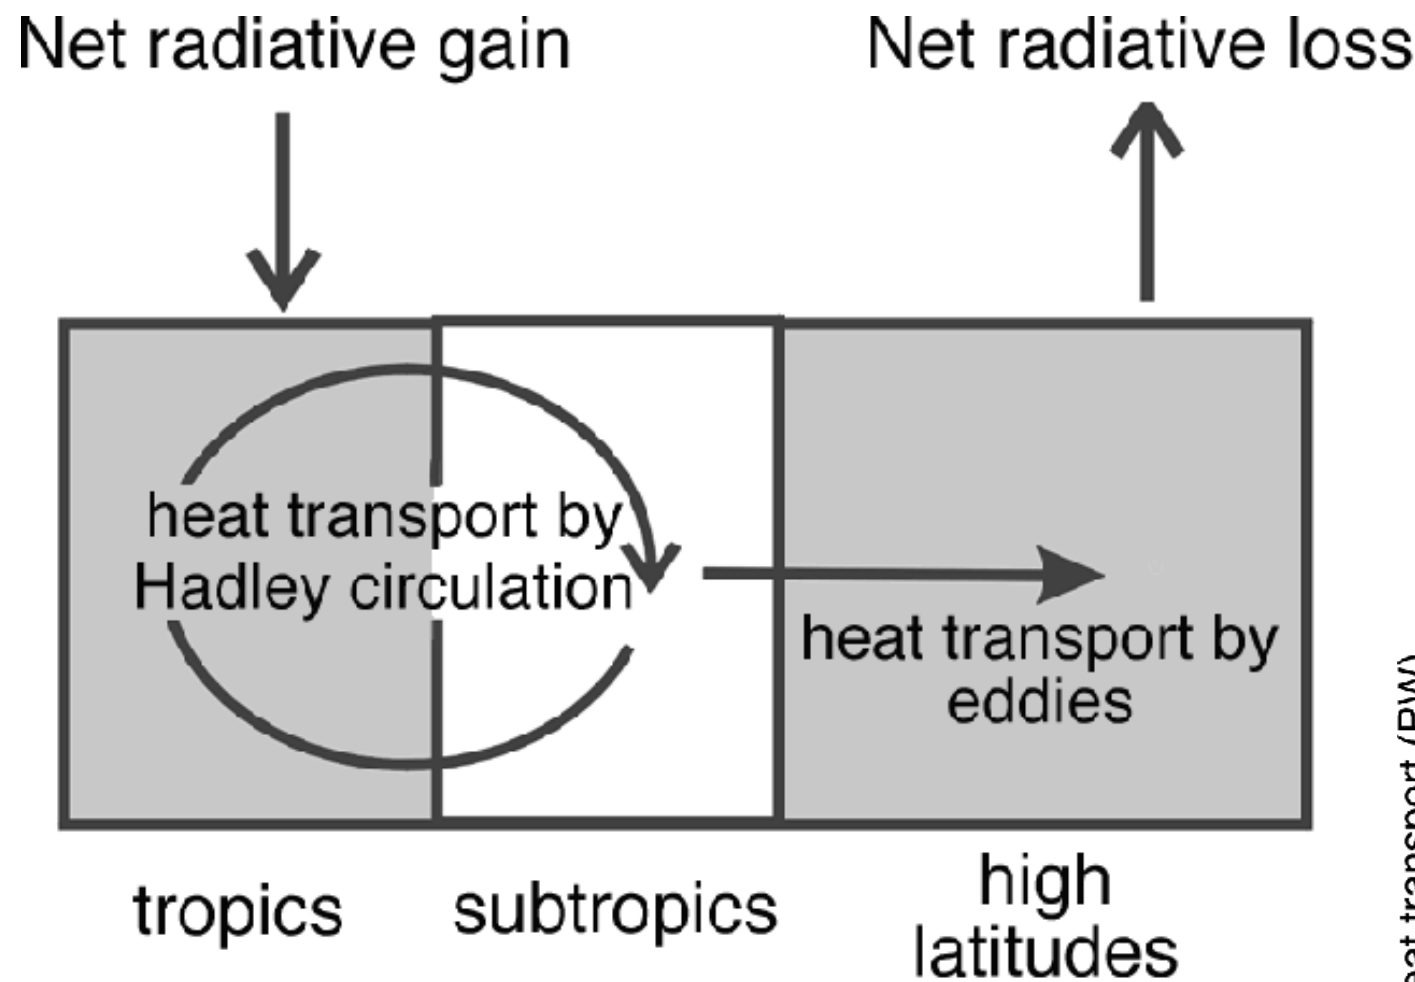 Net radiative gain
Net radiative loss
heat transport by
Hadley circulation
heat transport by
eddies
tropics
subtropics
high
latitudes